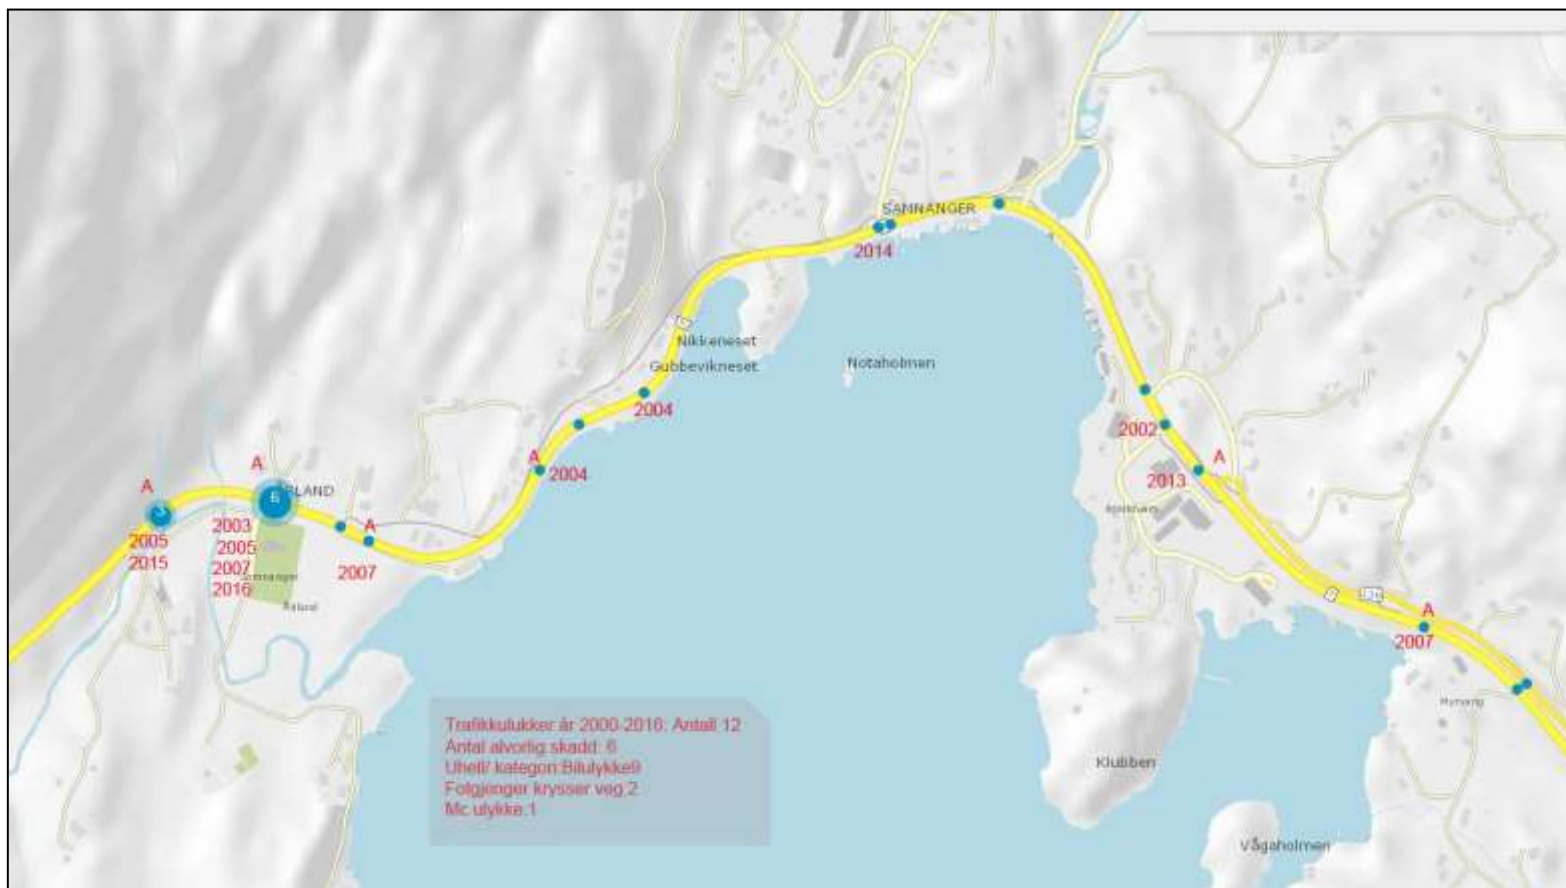 SAMNANGER
2014
Nikkeneset
Gubbevikneset
Notaholmen
2004
2002
A
A
2004
A
2013
A
3
6
2005
2015
2003
2005
2007
2016
A
2007
A
2007
Klubben
Vågaholmen
Trafikkulukker år 2000-2016: Antall 12
Antal alvorlig skadd: 6
Uhell/ kategori:Bilulykke9
Folgjenger krysser veg:2
Mc ulykke:1